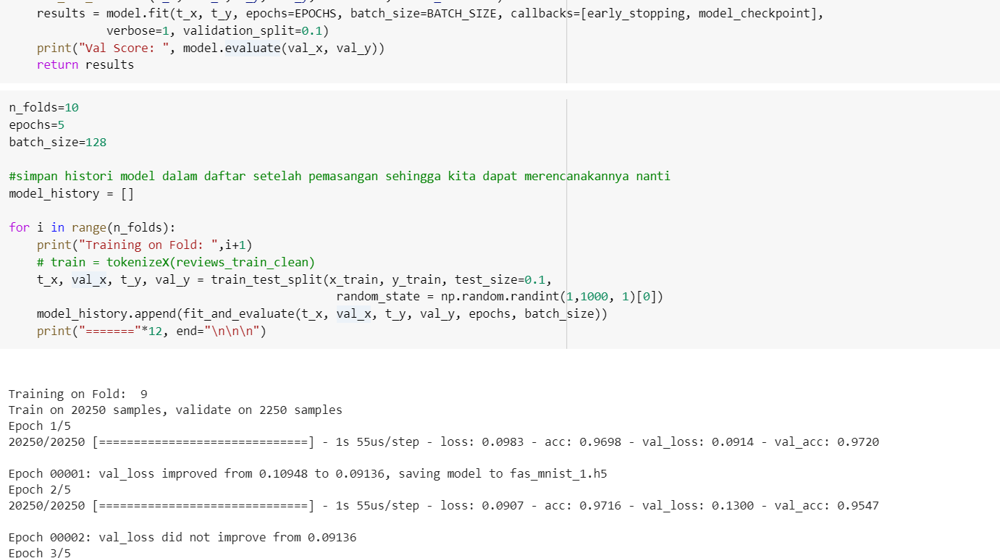 results = model.fit(t_x, t_y, epochs=EPOCHS, batch_size=BATCH_SIZE, callbacks=[early_stopping, model_checkpoint],
verbose=1, validation_split=0.1)
print("Val Score: ", model.evaluate(val_x, val_y))
return results
n_folds=10
epochs=5
batch_size=128
#simpan histori model dalam daftar setelah pemasangan sehingga kita dapat merencanakannya nanti
model_history = []
for i in range(n_folds):
print("Training on Fold: ",i+1)
# train = tokenizeX(reviews_train_clean)
t_x, val_x, t_y, val_y = train_test_split(x_train, y_train, test_size=0.1,
random_state = np.random.randint(1,1000, 1)[0])
model_history.append(fit_and_evaluate(t_x, val_x, t_y, val_y, epochs, batch_size))
print("======="*12, end="\n\n\n")
Training on Fold:  9
Train on 20250 samples, validate on 2250 samples
Epoch 1/5
20250/20250 [==============================] - 1s 55us/step - loss: 0.0983 - acc: 0.9698 - val_loss: 0.0914 - val_acc: 0.9720
Epoch 00001: val_loss improved from 0.10948 to 0.09136, saving model to fas_mnist_1.h5
Epoch 2/5
20250/20250 [==============================] - 1s 55us/step - loss: 0.0907 - acc: 0.9716 - val_loss: 0.1300 - val_acc: 0.9547
Epoch 00002: val_loss did not improve from 0.09136
Epoch 3/5